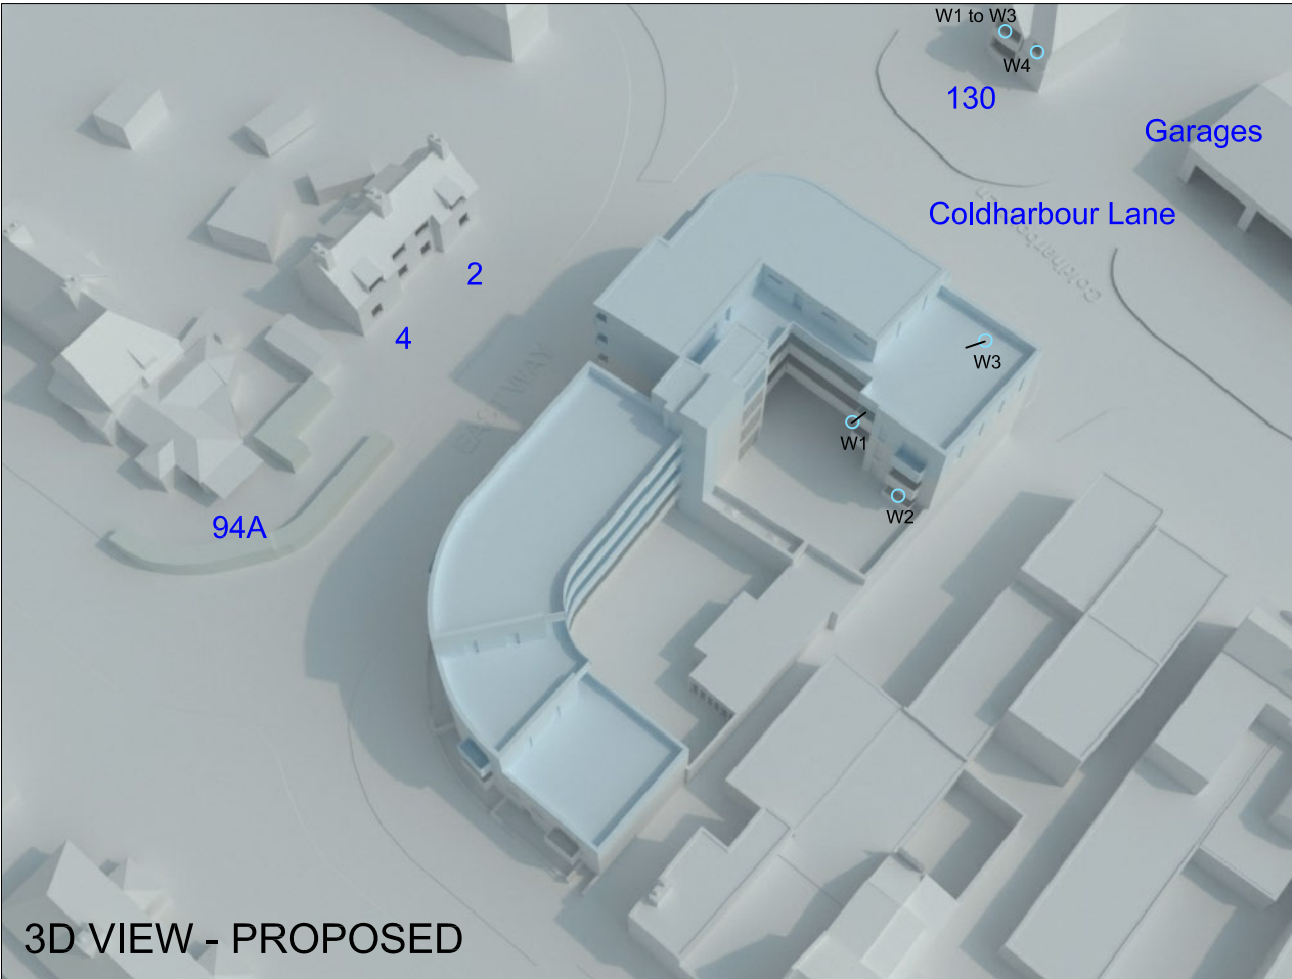 W1 to W3
W4
130
Garages
Coldharbour Lane
2
4
W3
W1
W2
94A
3D VIEW - PROPOSED